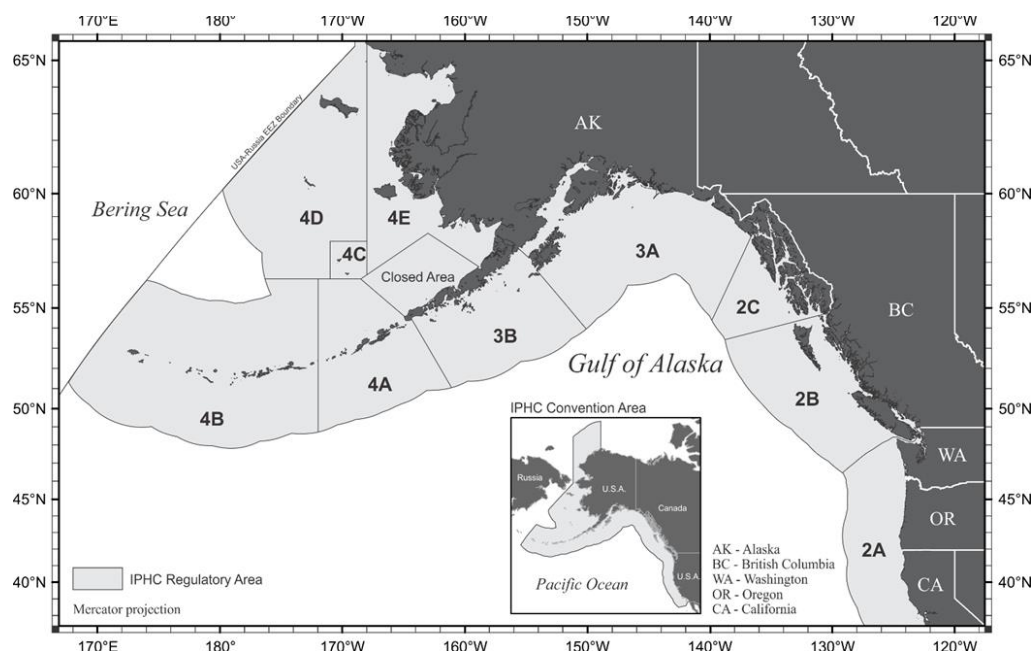 170°E 180° 170°W 160°W 150°W 140°W 130°W 120°W
65°N 65°N
AK
USA-Russia EEZ Boundary
60°N 60°N
Bering Sea
4D 4E
4C 3A
Closed Area
55°N 2C BC 55°N
3B
Gulf of Alaska
4A
50°N 4B 2B 50°N
IPHC Convention Area
WA
Russia
U.S.A.
Canada
45°N 45°N
OR
2A
AK - Alaska
BC - British Columbia
U.S.A.
IPHC Regulatory Area
WA - Washington
40°N Pacific Ocean OR - Oregon CA 40°N
Mercator projection
CA - California
170°E 180° 170°W 160°W 150°W 140°W 130°W 120°W